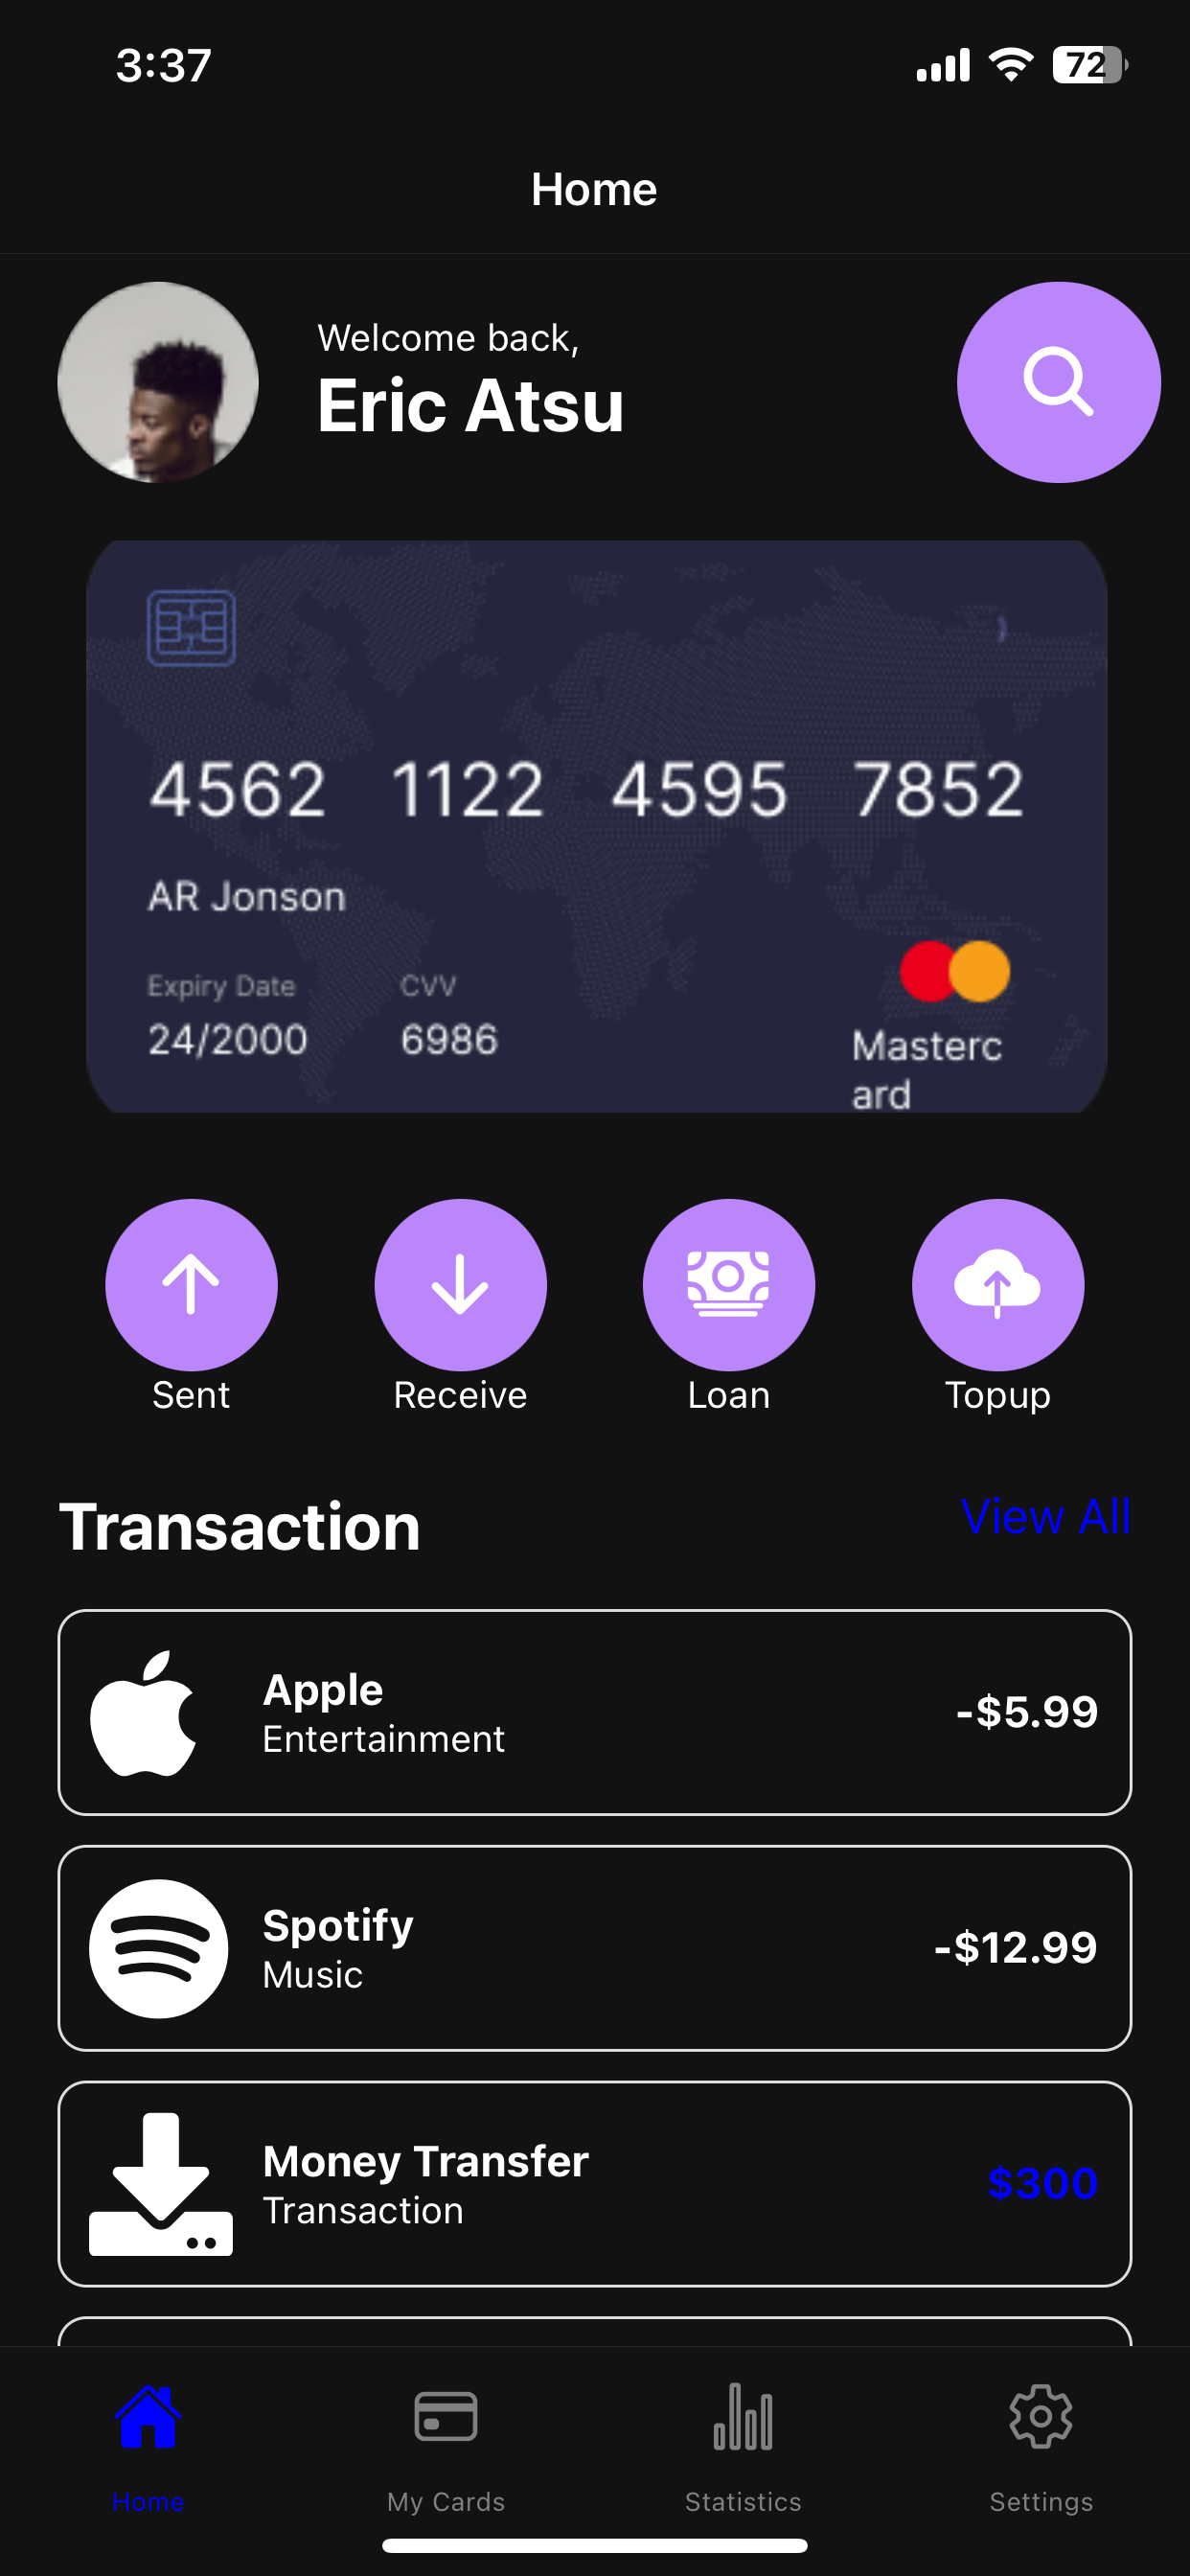 3:37
72
Home
Welcome back,
Eric Atsu
4562 1122 4595 7852
AR Jonson
Expiry Date CVV
24/2000 6986
Masterc
ard
Sent Receive Loan Topup
Transaction View All
Apple
Entertainment
-$5.99
Spotify
Music
-$12.99
Money Transfer
Transaction
$300
Home My Cards Statistics Settings